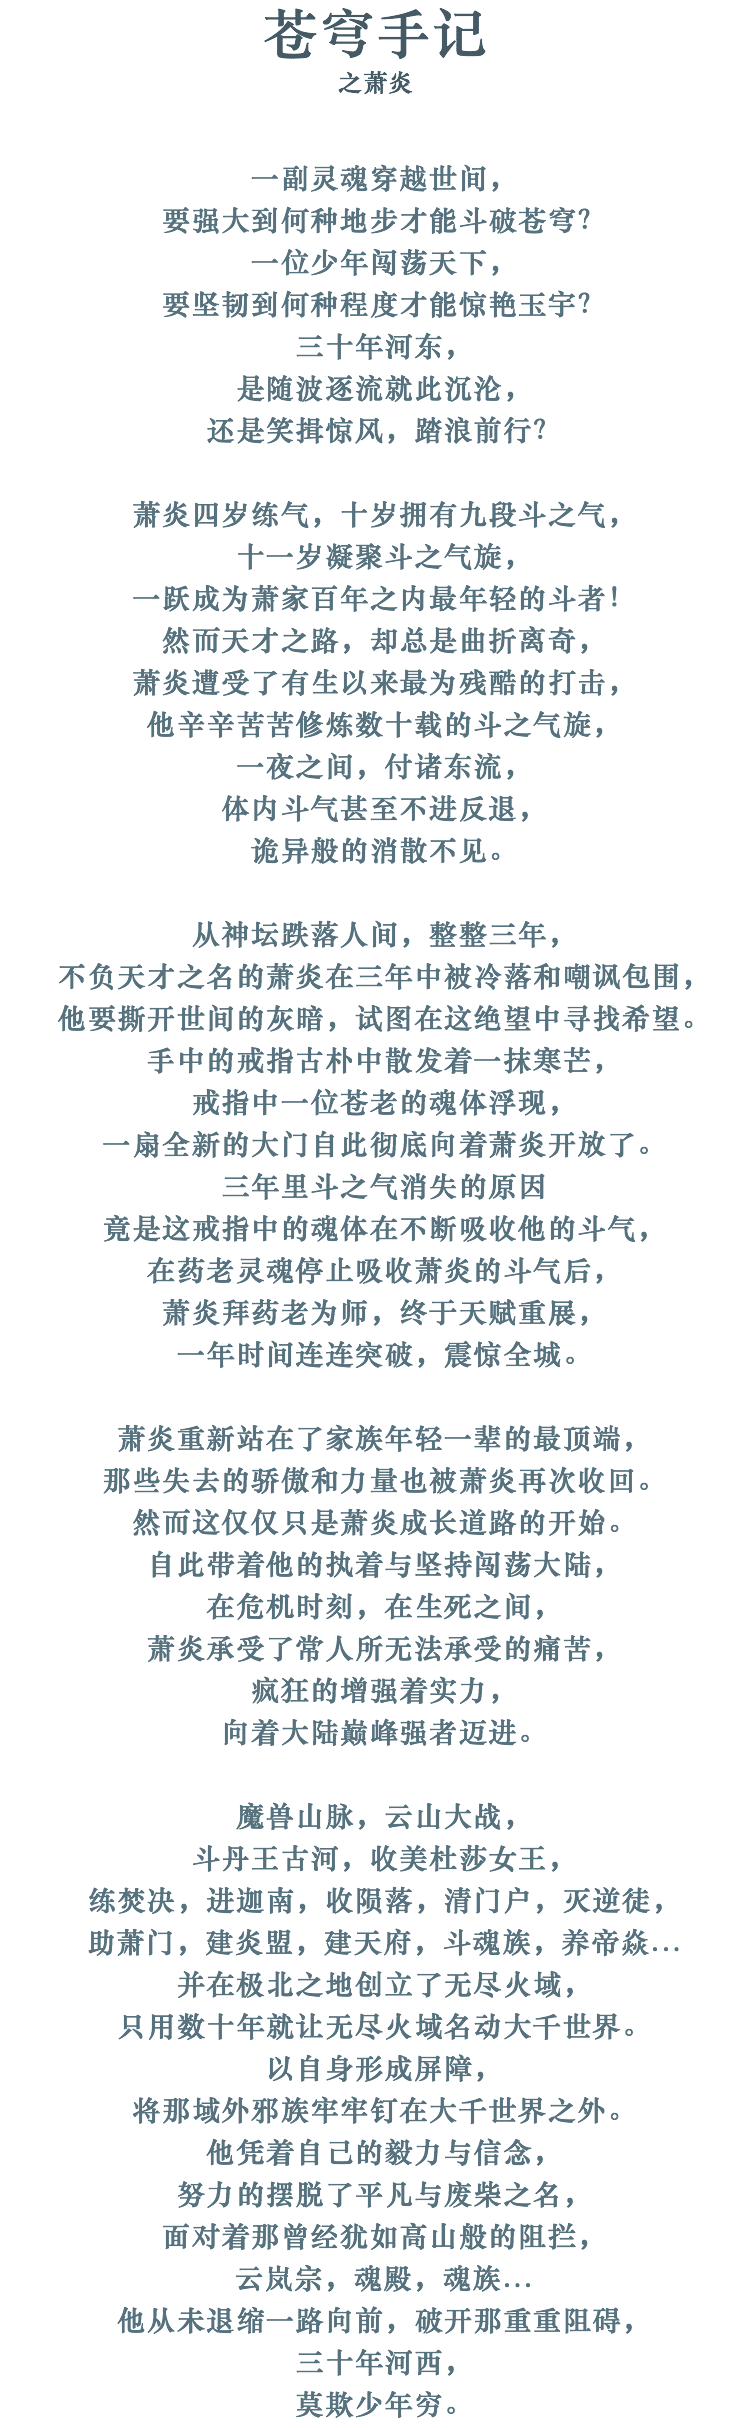 苍穹手记
之萧炎
一副灵魂穿越世间，
要强大到何种地步才能斗破苍穹？
一位少年闯荡天下，
要坚韧到何种程度才能惊艳玉宇？
三十年河东，
是随波逐流就此沉沦，
还是笑揖惊风，踏浪前行？
萧炎四岁练气，十岁拥有九段斗之气，
十一岁凝聚斗之气旋，
一跃成为萧家百年之内最年轻的斗者！
然而天才之路，却总是曲折离奇，
萧炎遭受了有生以来最为残酷的打击，
他辛辛苦苦修炼数十载的斗之气旋，
一夜之间，付诸东流，
体内斗气甚至不进反退，
诡异般的消散不见。
从神坛跌落人间，整整三年，
不负天才之名的萧炎在三年中被冷落和嘲讽包围，
他要撕开世间的灰暗，试图在这绝望中寻找希望。
手中的戒指古朴中散发着一抹寒芒，
戒指中一位苍老的魂体浮现，
一扇全新的大门自此彻底向着萧炎开放了。
三年里斗之气消失的原因
竟是这戒指中的魂体在不断吸收他的斗气，
在药老灵魂停止吸收萧炎的斗气后，
萧炎拜药老为师，终于天赋重展，
一年时间连连突破，震惊全城。
萧炎重新站在了家族年轻一辈的最顶端，
那些失去的骄傲和力量也被萧炎再次收回。
然而这仅仅只是萧炎成长道路的开始。
自此带着他的执着与坚持闯荡大陆，
在危机时刻，在生死之间，
萧炎承受了常人所无法承受的痛苦，
疯狂的增强着实力，
向着大陆巅峰强者迈进。
魔兽山脉，云山大战，
斗丹王古河，收美杜莎女王，
练焚决，进迦南，收陨落，清门户，灭逆徒，
助萧门，建炎盟，建天府，斗魂族，养帝焱…
并在极北之地创立了无尽火域，
只用数十年就让无尽火域名动大千世界。
以自身形成屏障，
将那域外邪族牢牢钉在大千世界之外。
他凭着自己的毅力与信念，
努力的摆脱了平凡与废柴之名，
面对着那曾经犹如高山般的阻拦，
云岚宗，魂殿，魂族…
他从未退缩一路向前，破开那重重阻碍，
三十年河西，
莫欺少年穷。